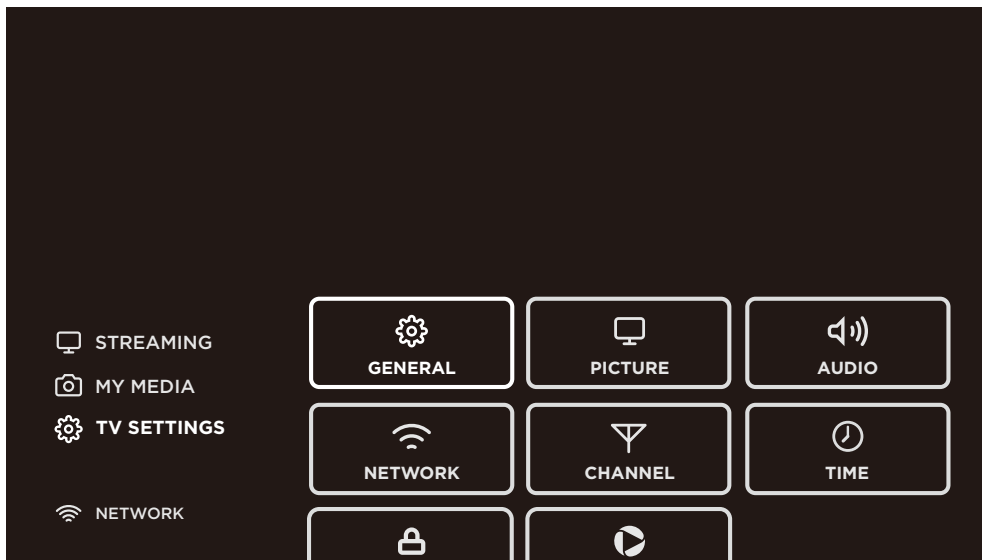 STREAMING
MY MEDIA
TV SETTINGS
NETWORK
GENERAL
PICTURE
AUDIO
NETWORK
CHANNEL
TIME